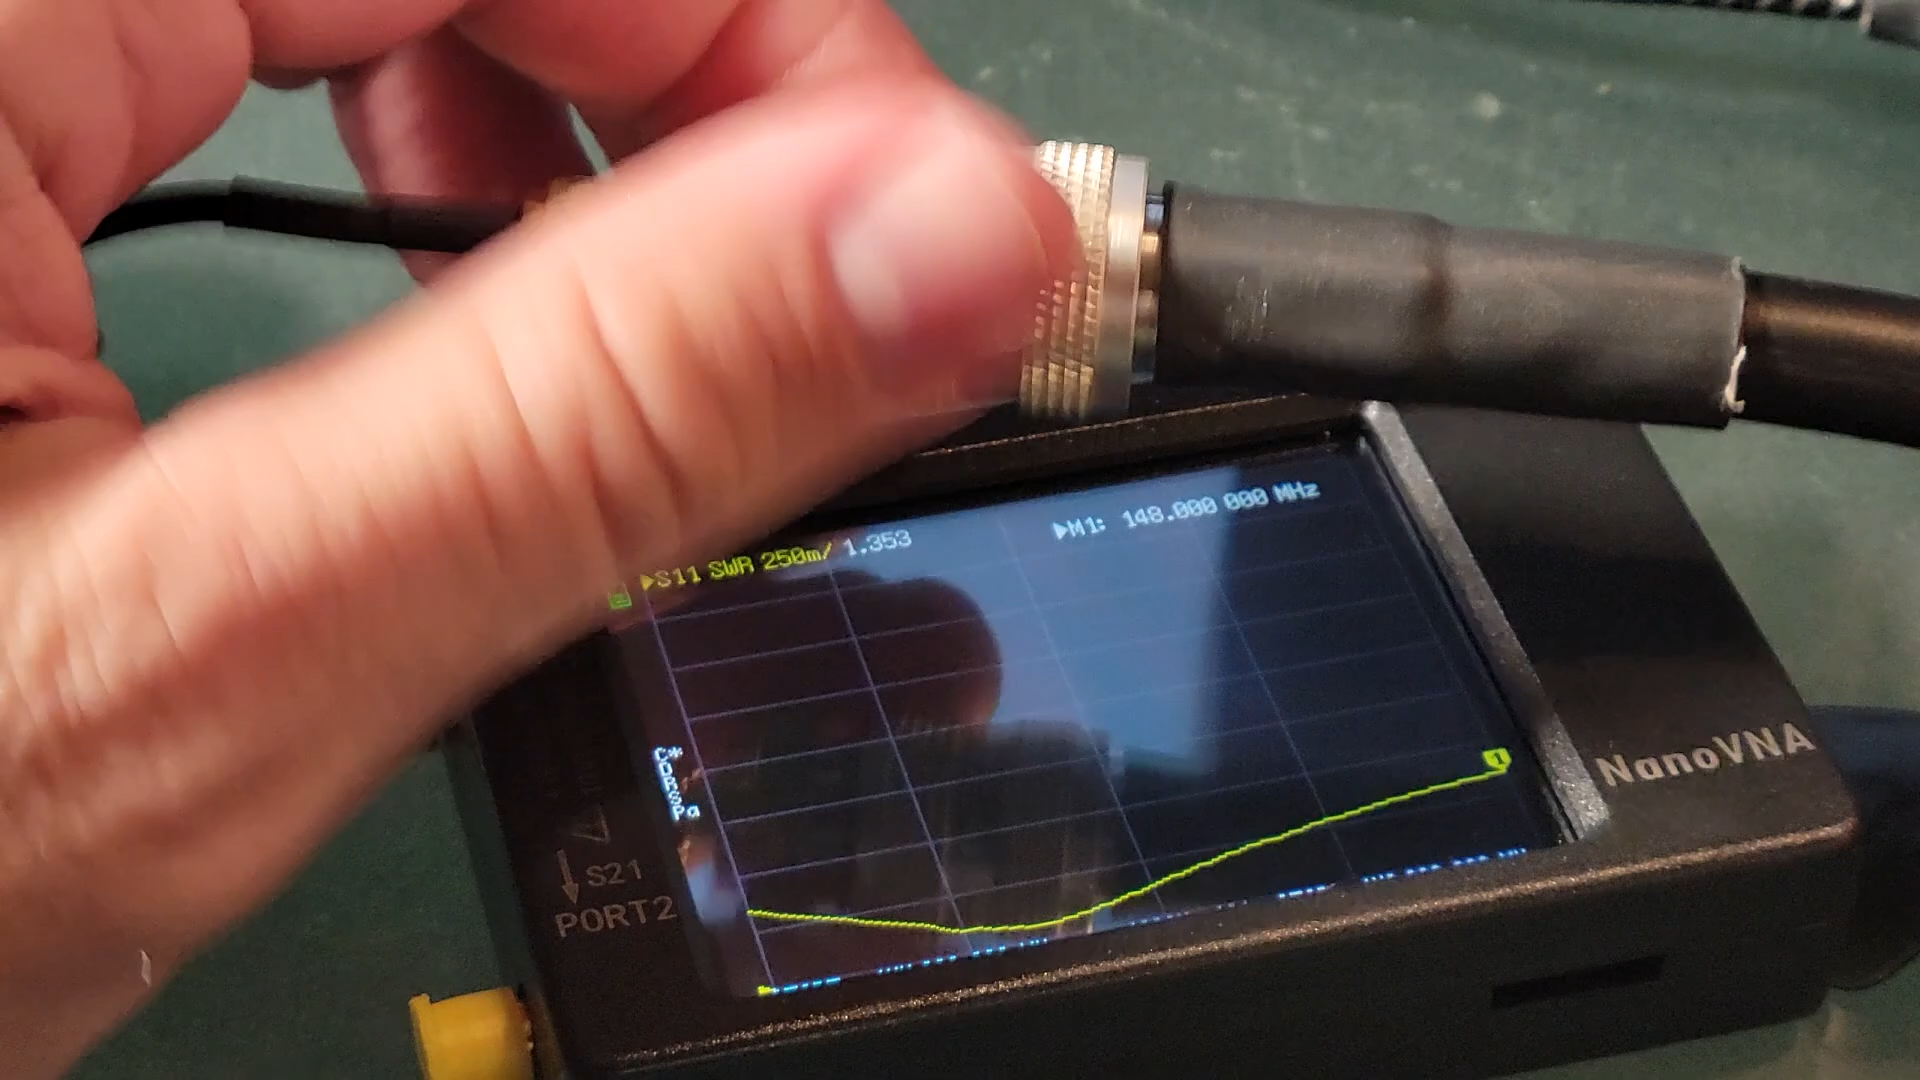 ▶S11 SWR 250m/ 1.353
▶M1: 148.000 000 MHz
NanoVNA
S21
PORT2